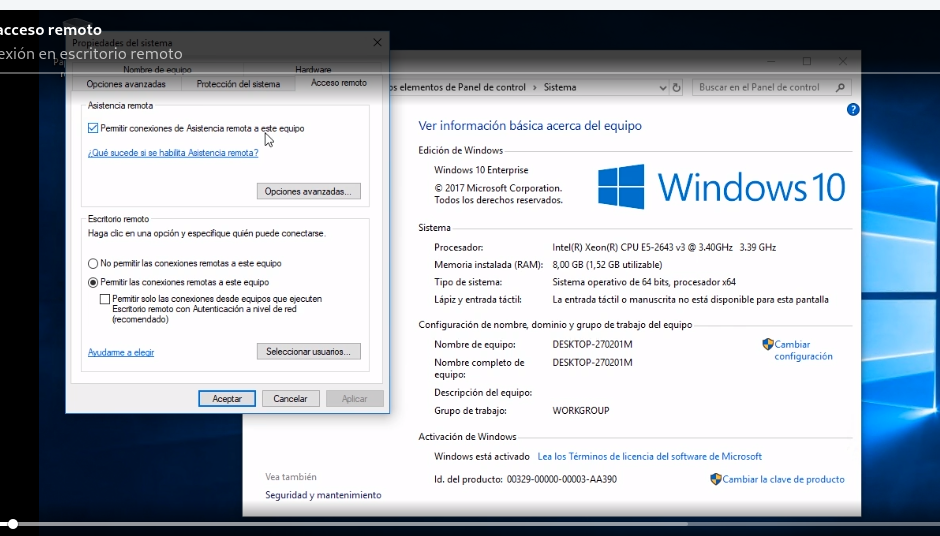 acceso remoto
exión en escritorio remoto
Propiedades del sistema
Nombre de equipo
Hardware
Opciones avanzadas
Protección del sistema
Acceso remoto
Asistencia remota
Permitir conexiones de Asistencia remota a este equipo
¿Qué sucede si se habilita Asistencia remota?
Opciones avanzadas...
Escritorio remoto
Haga clic en una opción y especifique quién puede conectarse.
No permitir las conexiones remotas a este equipo
Permitir las conexiones remotas a este equipo
Permitir solo las conexiones desde equipos que ejecuten
Escritorio remoto con Autenticación a nivel de red
(recomendado)
Ayudarme a elegir
Seleccionar usuarios...
Aceptar
Cancelar
Aplicar
os elementos de Panel de control > Sistema
Buscar en el Panel de control
Ver información básica acerca del equipo
Edición de Windows
Windows 10 Enterprise
© 2017 Microsoft Corporation.
Todos los derechos reservados.
Windows 10
Sistema
Procesador: Intel(R) Xeon(R) CPU E5-2643 v3 @ 3.40GHz 3.39 GHz
Memoria instalada (RAM): 8,00 GB (1,52 GB utilizable)
Tipo de sistema: Sistema operativo de 64 bits, procesador x64
Lápiz y entrada táctil: La entrada táctil o manuscrita no está disponible para esta pantalla
Configuración de nombre, dominio y grupo de trabajo del equipo
Nombre de equipo: DESKTOP-270201M
Cambiar
configuración
Nombre completo de
equipo:
DESKTOP-270201M
Descripción del equipo:
Grupo de trabajo: WORKGROUP
Activación de Windows
Windows está activado Lea los Términos de licencia del software de Microsoft
Id. del producto: 00329-00000-00003-AA390
Cambiar la clave de producto
Vea también
Seguridad y mantenimiento